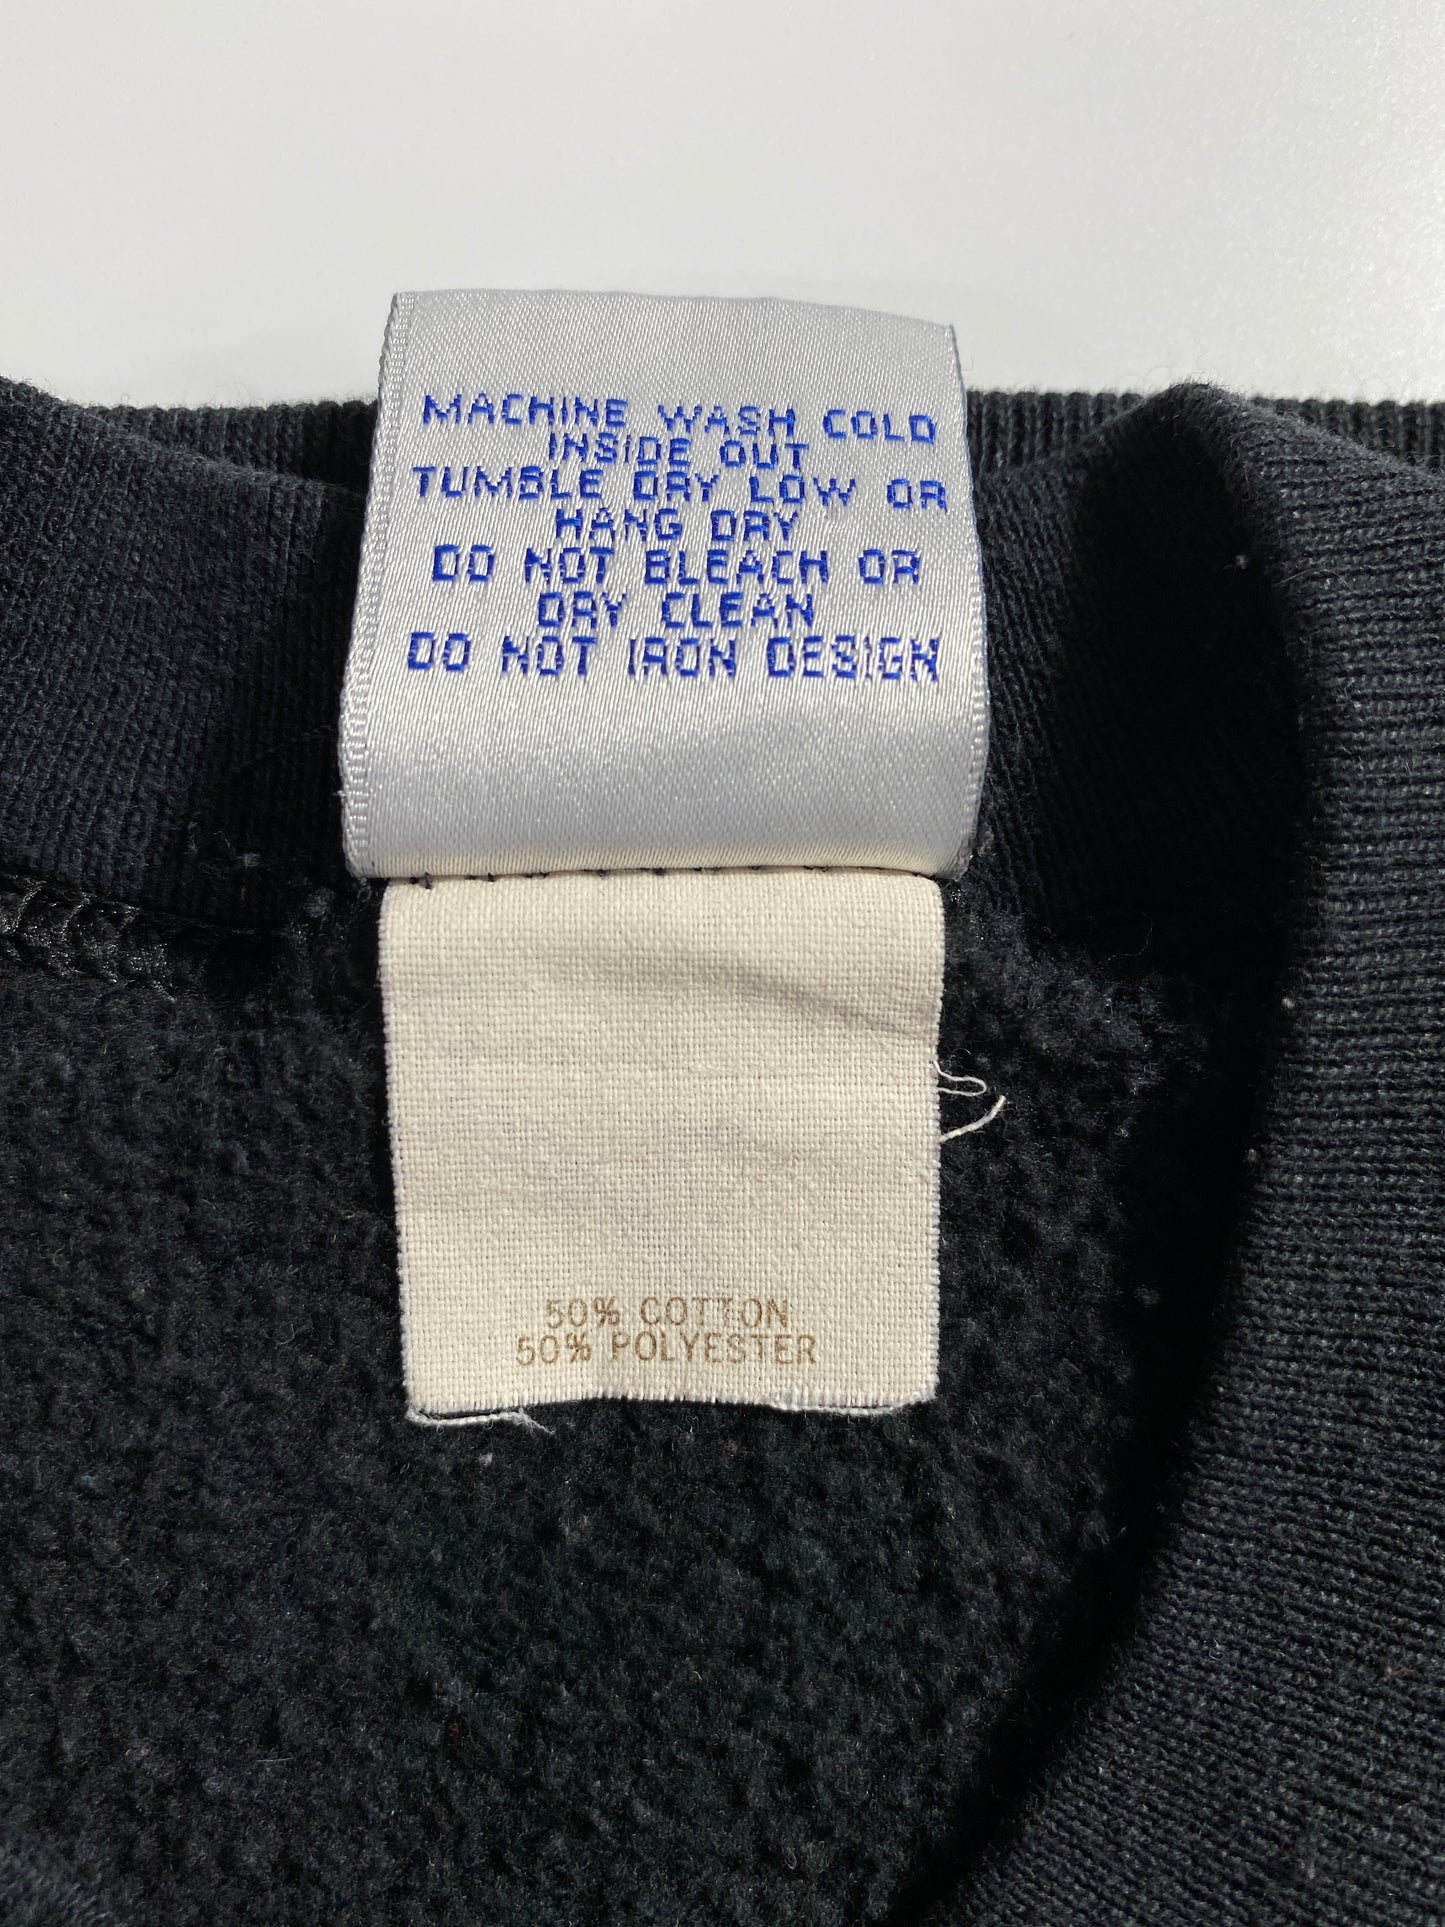 MACHINE WASH COLD
INSIDE OUT
TUMBLE DRY LOW OR
HANG DRY
DO NOT BLEACH OR
DRY CLEAN
DO NOT IRON DESIGN
50% COTTON
50% POLYESTER